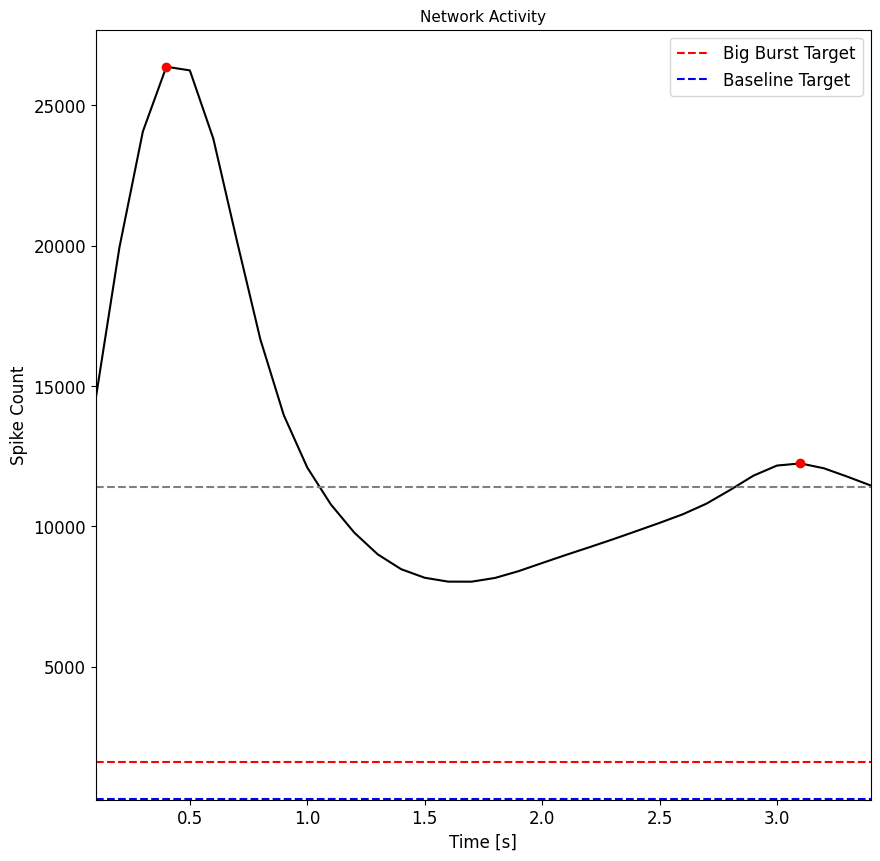 Network Activity
Big Burst Target
Baseline Target
Spike Count
25000
20000
15000
10000
5000
0.5 1.0 1.5 2.0 2.5 3.0
Time [s]